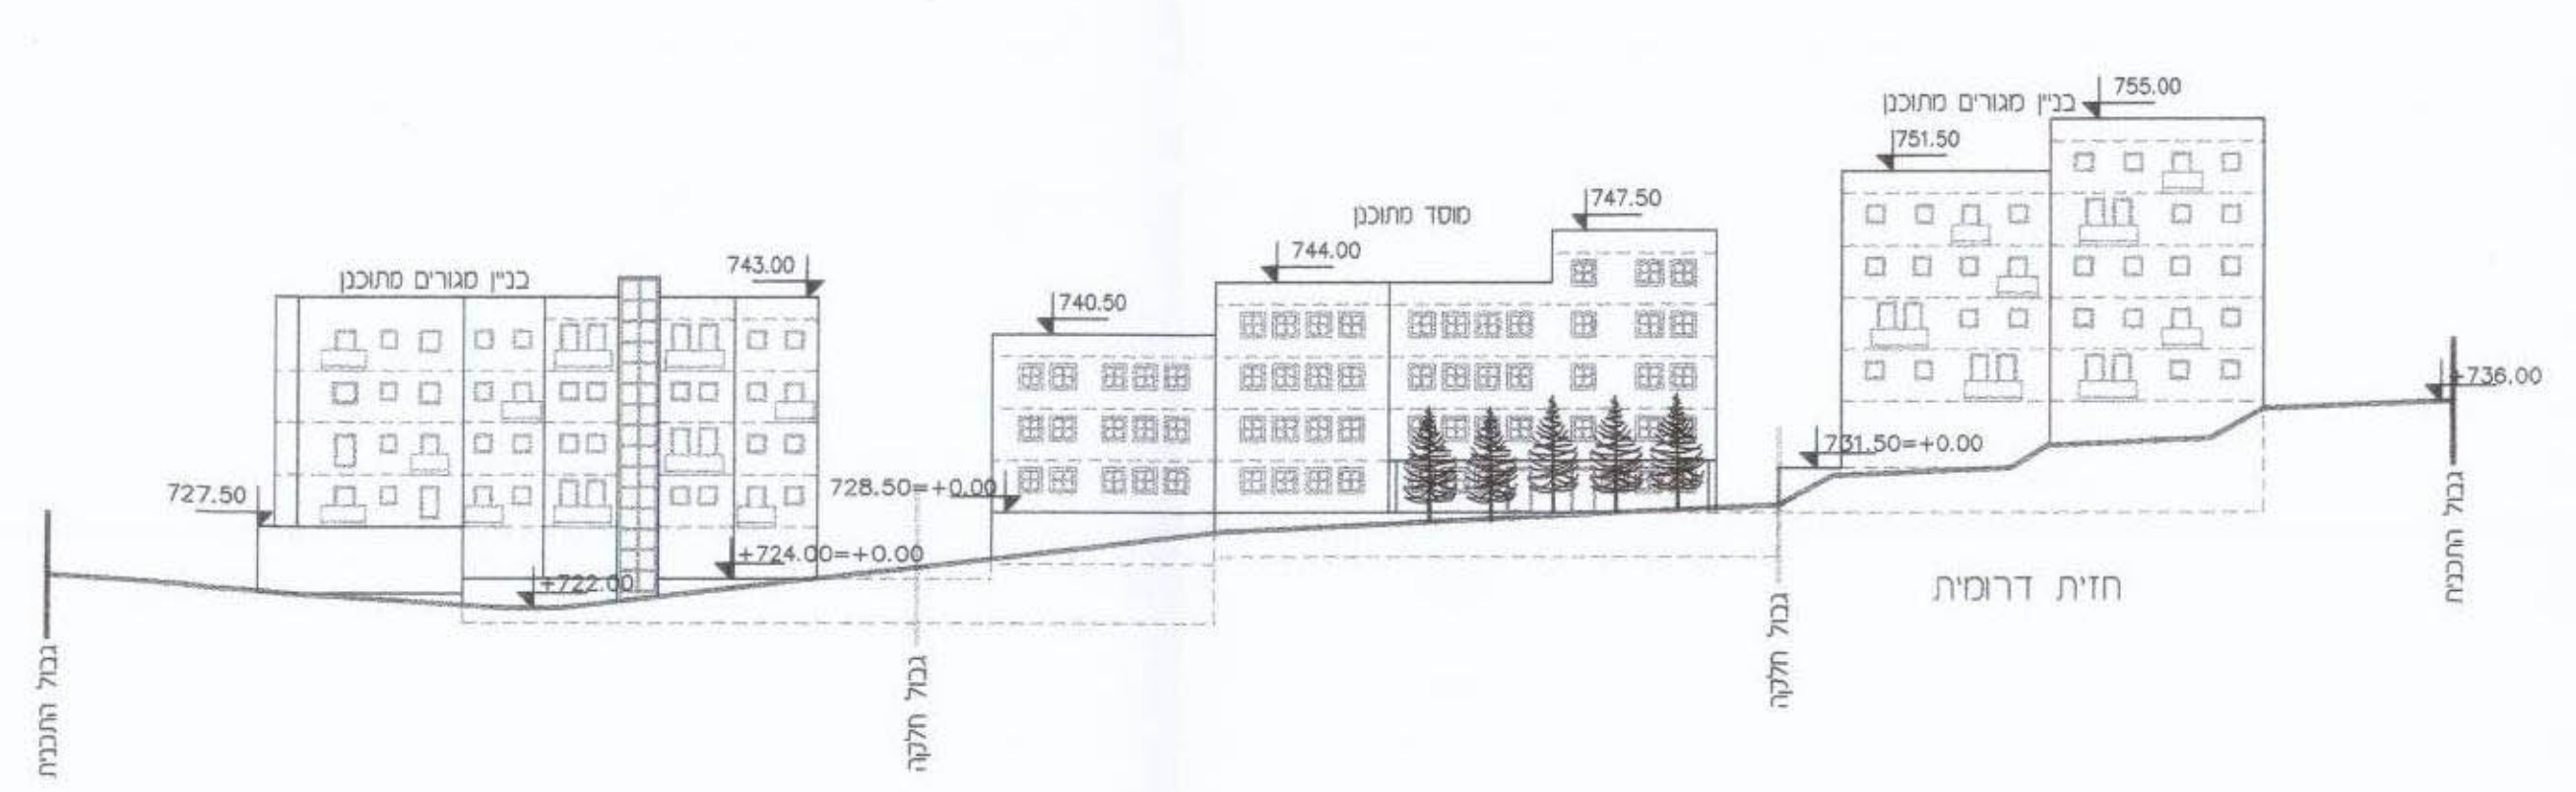 755.00
בניין מגורים מתוכנן
751.50
747.50
מוסד מתוכנן
744.00
743.00
בניין מגורים מתוכנן
740.50
+736.00
727.50
728.50=+0.00
731.50=+0.00
+724.00=+0.00
+722.00
חזית דרומית
גבול התכנית
גבול חלקה
גבול חלקה
גבול התכנית